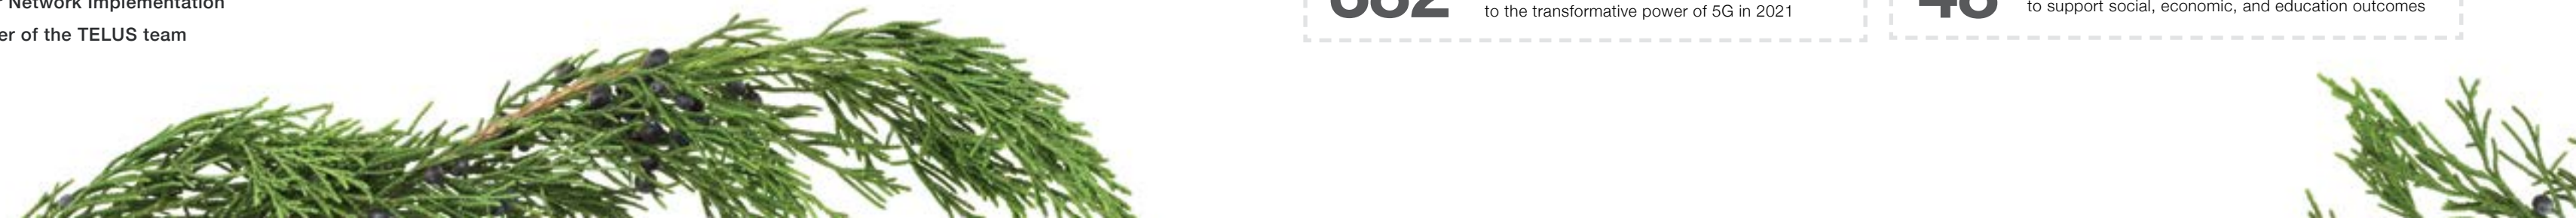 Network Implementation
er of the TELUS team
to the transformative power of 5G in 2021
to support social, economic, and education outcomes